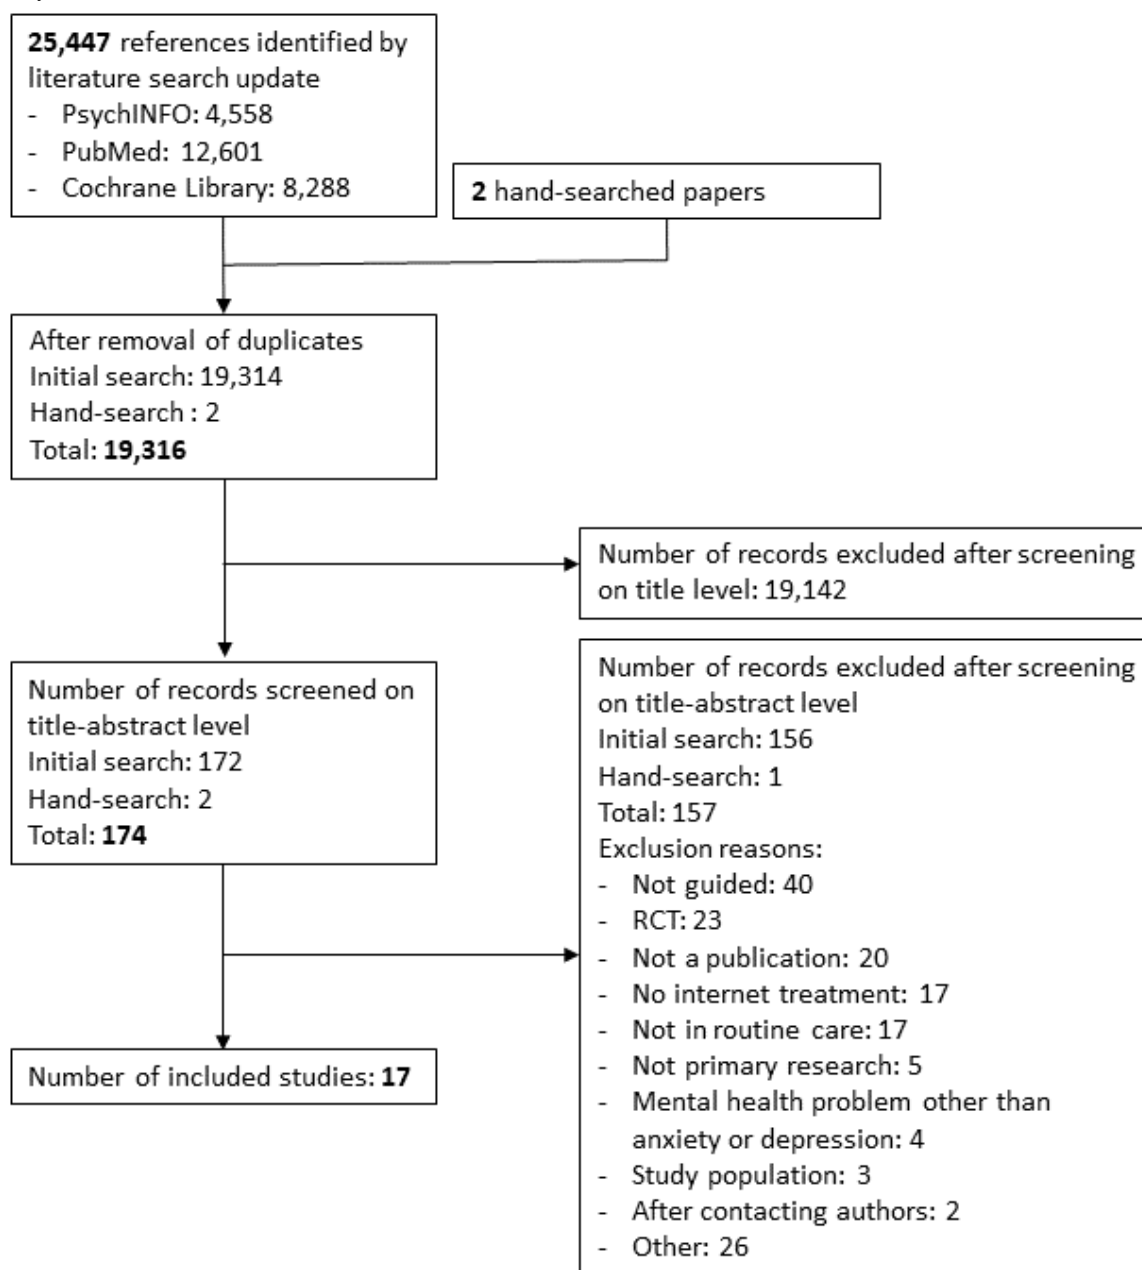 25,447 references identified by
literature search update
- PsychINFO: 4,558
- PubMed: 12,601
- Cochrane Library: 8,288
2 hand-searched papers
After removal of duplicates
Initial search: 19,314
Hand-search : 2
Total: 19,316
Number of records excluded after screening
on title level: 19,142
Number of records screened on
title-abstract level
Initial search: 172
Hand-search: 2
Total: 174
Number of records excluded after screening
on title-abstract level
Initial search: 156
Hand-search: 1
Total: 157
Exclusion reasons:
- Not guided: 40
- RCT: 23
- Not a publication: 20
- No internet treatment: 17
- Not in routine care: 17
- Not primary research: 5
- Mental health problem other than
anxiety or depression: 4
- Study population: 3
- After contacting authors: 2
- Other: 26
Number of included studies: 17